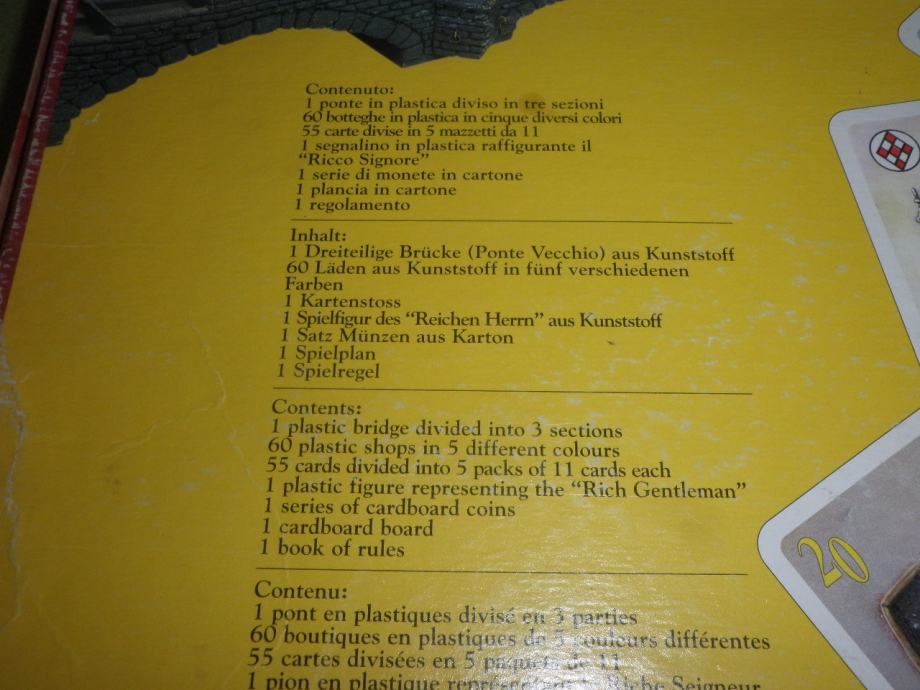 Contenuto:
1 ponte in plastica diviso in tre sezioni
60 botteghe in plastica in cinque diversi colori
55 carte divise in 5 mazzetti da 11
1 segnalino in plastica raffigurante il
“Ricco Signore”
1 serie di monete in cartone
1 plancia in cartone
1 regolamento
Inhalt:
1 Dreiteilige Brücke (Ponte Vecchio) aus Kunststoff
60 Läden aus Kunststoff in fünf verschiedenen
Farben
1 Kartenstoss
1 Spielfigur des “Reichen Herrn” aus Kunststoff
1 Satz Münzen aus Karton
1 Spielplan
1 Spielregel
Contents:
1 plastic bridge divided into 3 sections
60 plastic shops in 5 different colours
55 cards divided into 5 packs of 11 cards each
1 plastic figure representing the “Rich Gentleman”
1 series of cardboard coins
1 cardboard board
1 book of rules
Contenu:
1 pont en plastiques divisé en 3 parties
60 boutiques en plastiques de 5 couleurs différentes
55 cartes divisées en 5 paquets de 11
1 pion en plastique Riche Seigneur
20